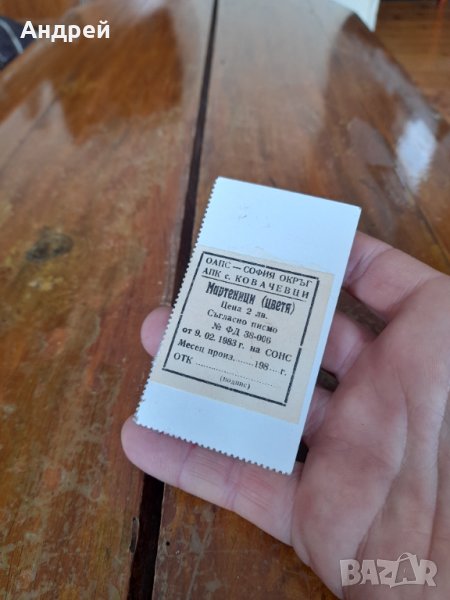 Андрей
ОАПС — СОФИЯ ОКРЪГ
АПК с. КОВАЧЕВЦИ
Мартеници (цветя)
Цена 2 лв.
Съгласно писмо
№ ФД 38-006
от 9. 02. 1983 г. на СОНС
Месец произ.......198....г.
ОТК ........................
(подпис)
BAZAR